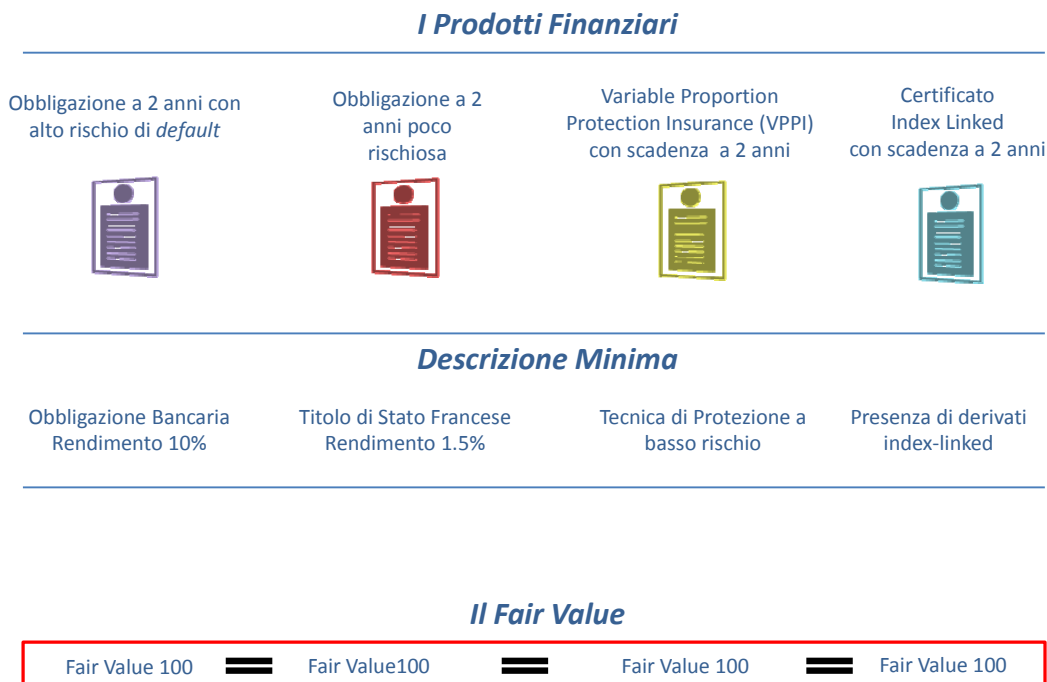 I Prodotti Finanziari
Obbligazione a 2 anni con
alto rischio di default
Obbligazione a 2
anni poco
rischiosa
Variable Proportion
Protection Insurance (VPPI)
con scadenza a 2 anni
Certificato
Index Linked
con scadenza a 2 anni
Descrizione Minima
Obbligazione Bancaria
Rendimento 10%
Titolo di Stato Francese
Rendimento 1.5%
Tecnica di Protezione a
basso rischio
Presenza di derivati
index-linked
Il Fair Value
Fair Value 100 = Fair Value100 = Fair Value 100 = Fair Value 100